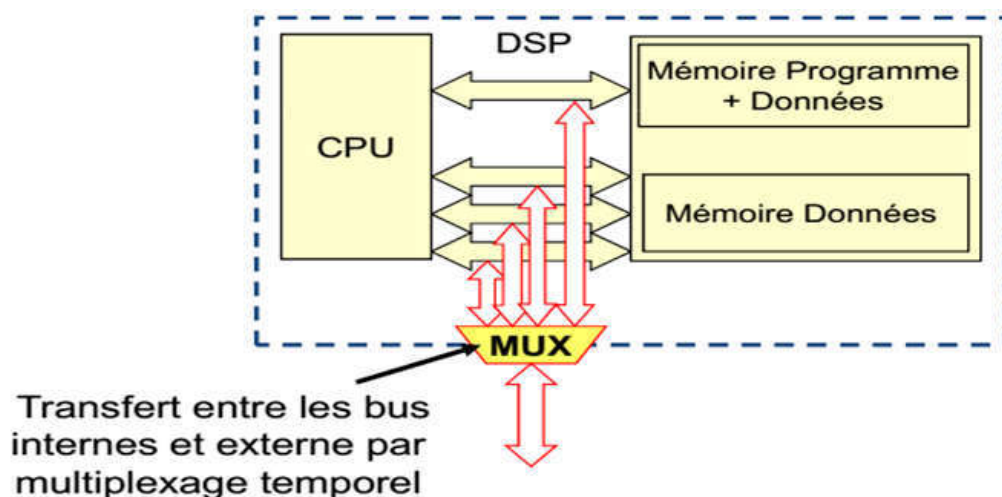 DSP
CPU
Mémoire Programme
+ Données
Mémoire Données
MUX
Transfert entre les bus
internes et externe par
multiplexage temporel